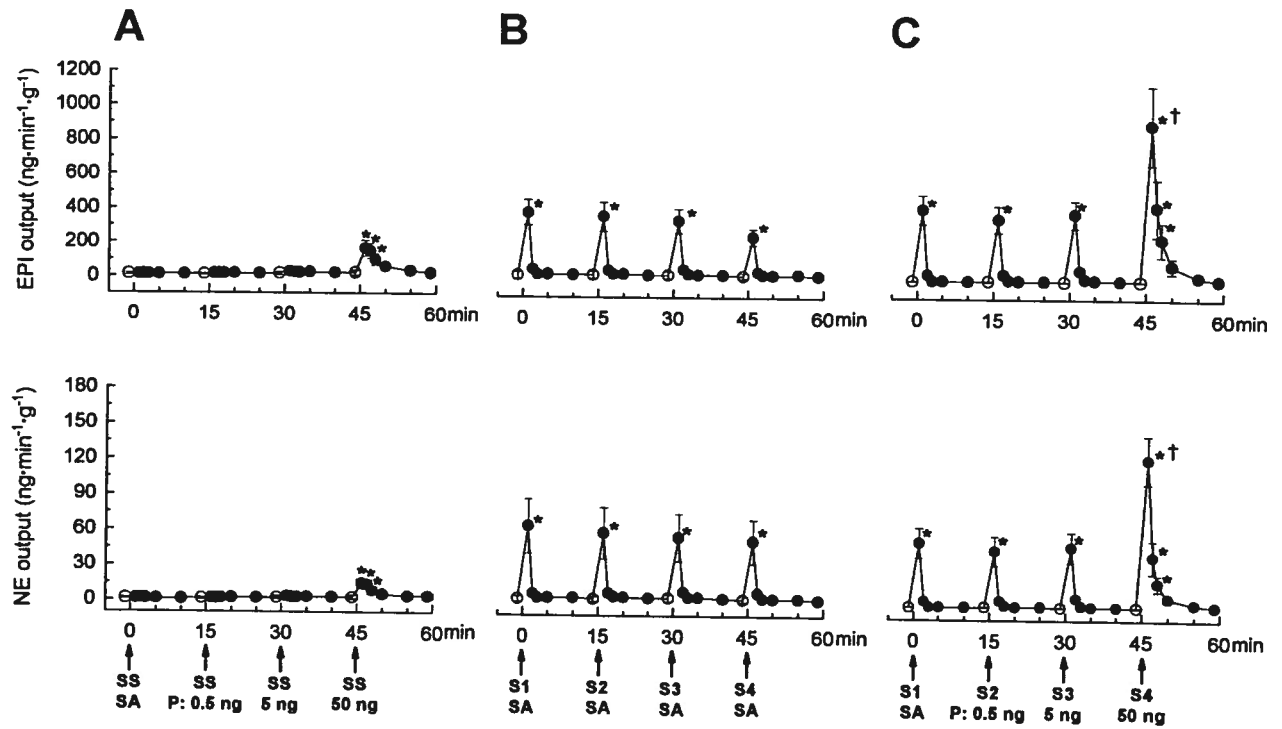 A B C
EPI output (ng·min⁻¹·g⁻¹)
1200
1000
800
600
400
200
0
* * *
* * * *
* * * *† * *
0 15 30 45 60min
0 15 30 45 60min
0 15 30 45 60min
NE output (ng·min⁻¹·g⁻¹)
180
150
120
90
60
30
0
* * *
* * * *
* * * *† * *
0 15 30 45 60min
0 15 30 45 60min
0 15 30 45 60min
SS SS SS SS
SA P: 0.5 ng 5 ng 50 ng
S1 S2 S3 S4
SA SA SA SA
S1 S2 S3 S4
SA P: 0.5 ng 5 ng 50 ng